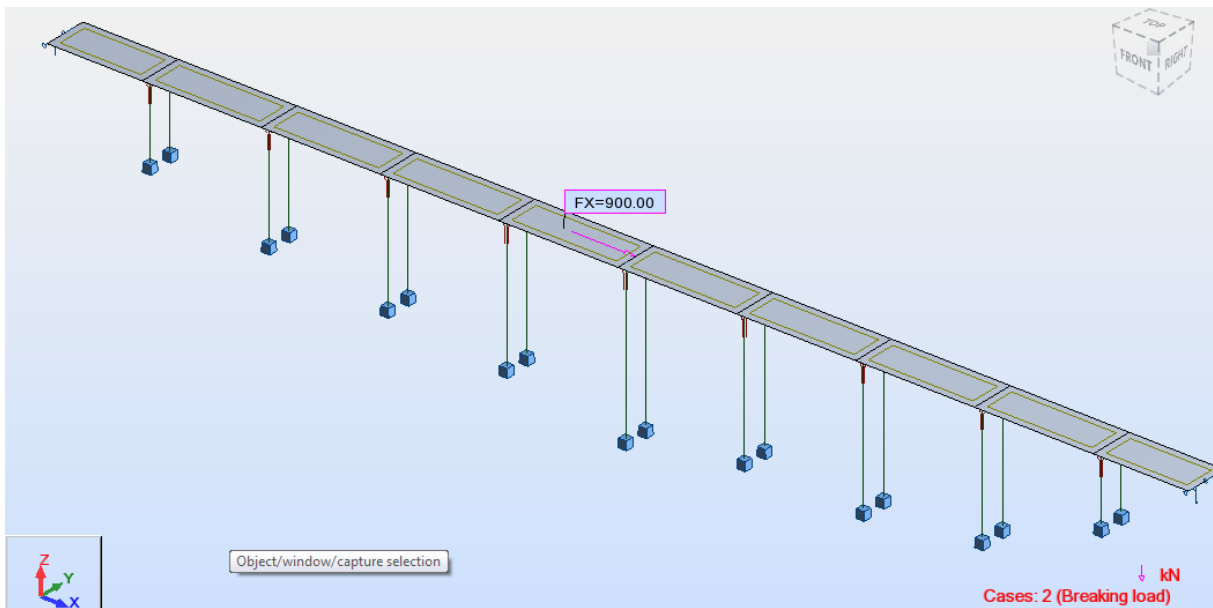 TOP
FRONT
RIGHT
FX=900.00
Object/window/capture selection
Z
Y
X
kN
Cases: 2 (Breaking load)